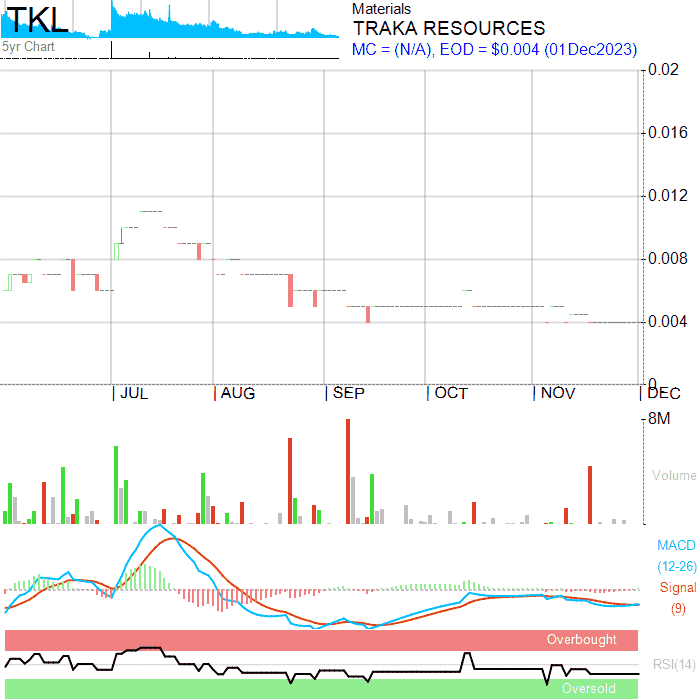 TKL
5yr Chart
Materials
TRAKA RESOURCES
MC = (N/A), EOD = $0.004 (01Dec2023)
0.02
0.016
0.012
0.008
0.004
0
JUL AUG SEP OCT NOV DEC
8M
Volume
MACD
(12-26)
Signal
(9)
Overbought
RSI(14)
Oversold